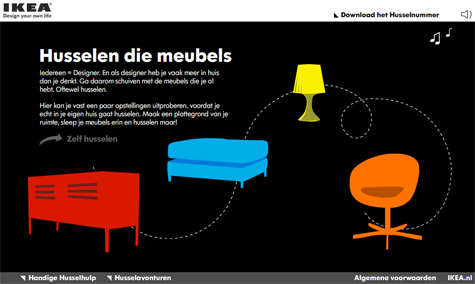 IKEA®
Design your own life
Download het Husselnummer
Husselen die meubels
Iedereen = Designer. En als designer heb je vaak meer in huis
dan je denkt. Ga daarom schuiven met de meubels die je al
hebt. Oftewel husselen.
Hier kan je vast een paar opstellingen uitproberen, voordat je
echt in je eigen huis gaat husselen. Maak een plattegrond van je
ruimte, sleep je meubels erin en husselen maar!
Zelf husselen
Handige Husselhulp
Husselavonturen
Algemene voorwaarden
IKEA.nl